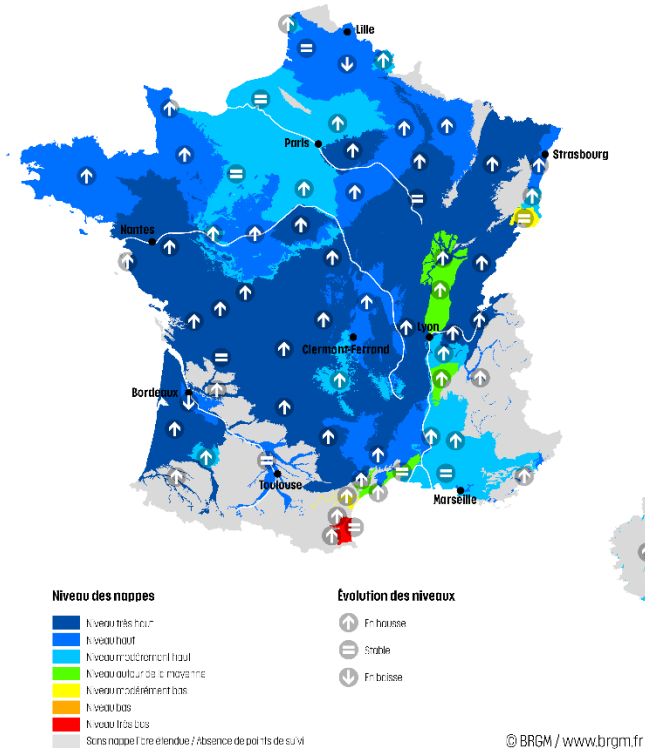 Lille
Paris
Strasbourg
Nantes
Lyon
Clermont-Ferrand
Bordeaux
Toulouse
Marseille
Niveau des nappes
Niveau très haut
Niveau haut
Niveau modérément haut
Niveau autour de la moyenne
Niveau modérément bas
Niveau bas
Niveau très bas
Sans nappe libre étendue / Absence de points de suivi
Évolution des niveaux
En hausse
Stable
En baisse
© BRGM / www.brgm.fr